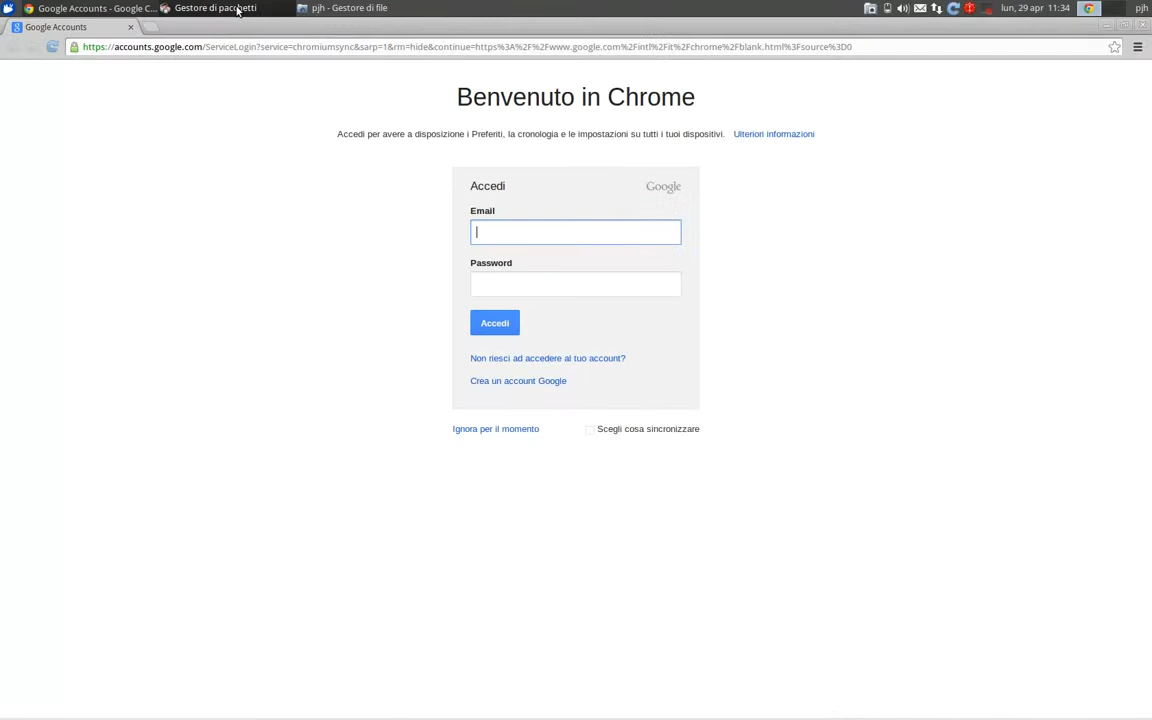 Google Accounts - Google C... Gestore di pacchetti pjh - Gestore di file lun, 29 apr 11:34 pjh
Google Accounts
https://accounts.google.com/ServiceLogin?service=chromiumsync&sarp=1&rm=hide&continue=https%3A%2F%2Fwww.google.com%2Fintl%2Fit%2Fchrome%2Fblank.html%3Fsource%3D0
Benvenuto in Chrome
Accedi per avere a disposizione i Preferiti, la cronologia e le impostazioni su tutti i tuoi dispositivi. Ulteriori informazioni
Accedi Google
Email
Password
Accedi
Non riesci ad accedere al tuo account?
Crea un account Google
Ignora per il momento Scegli cosa sincronizzare